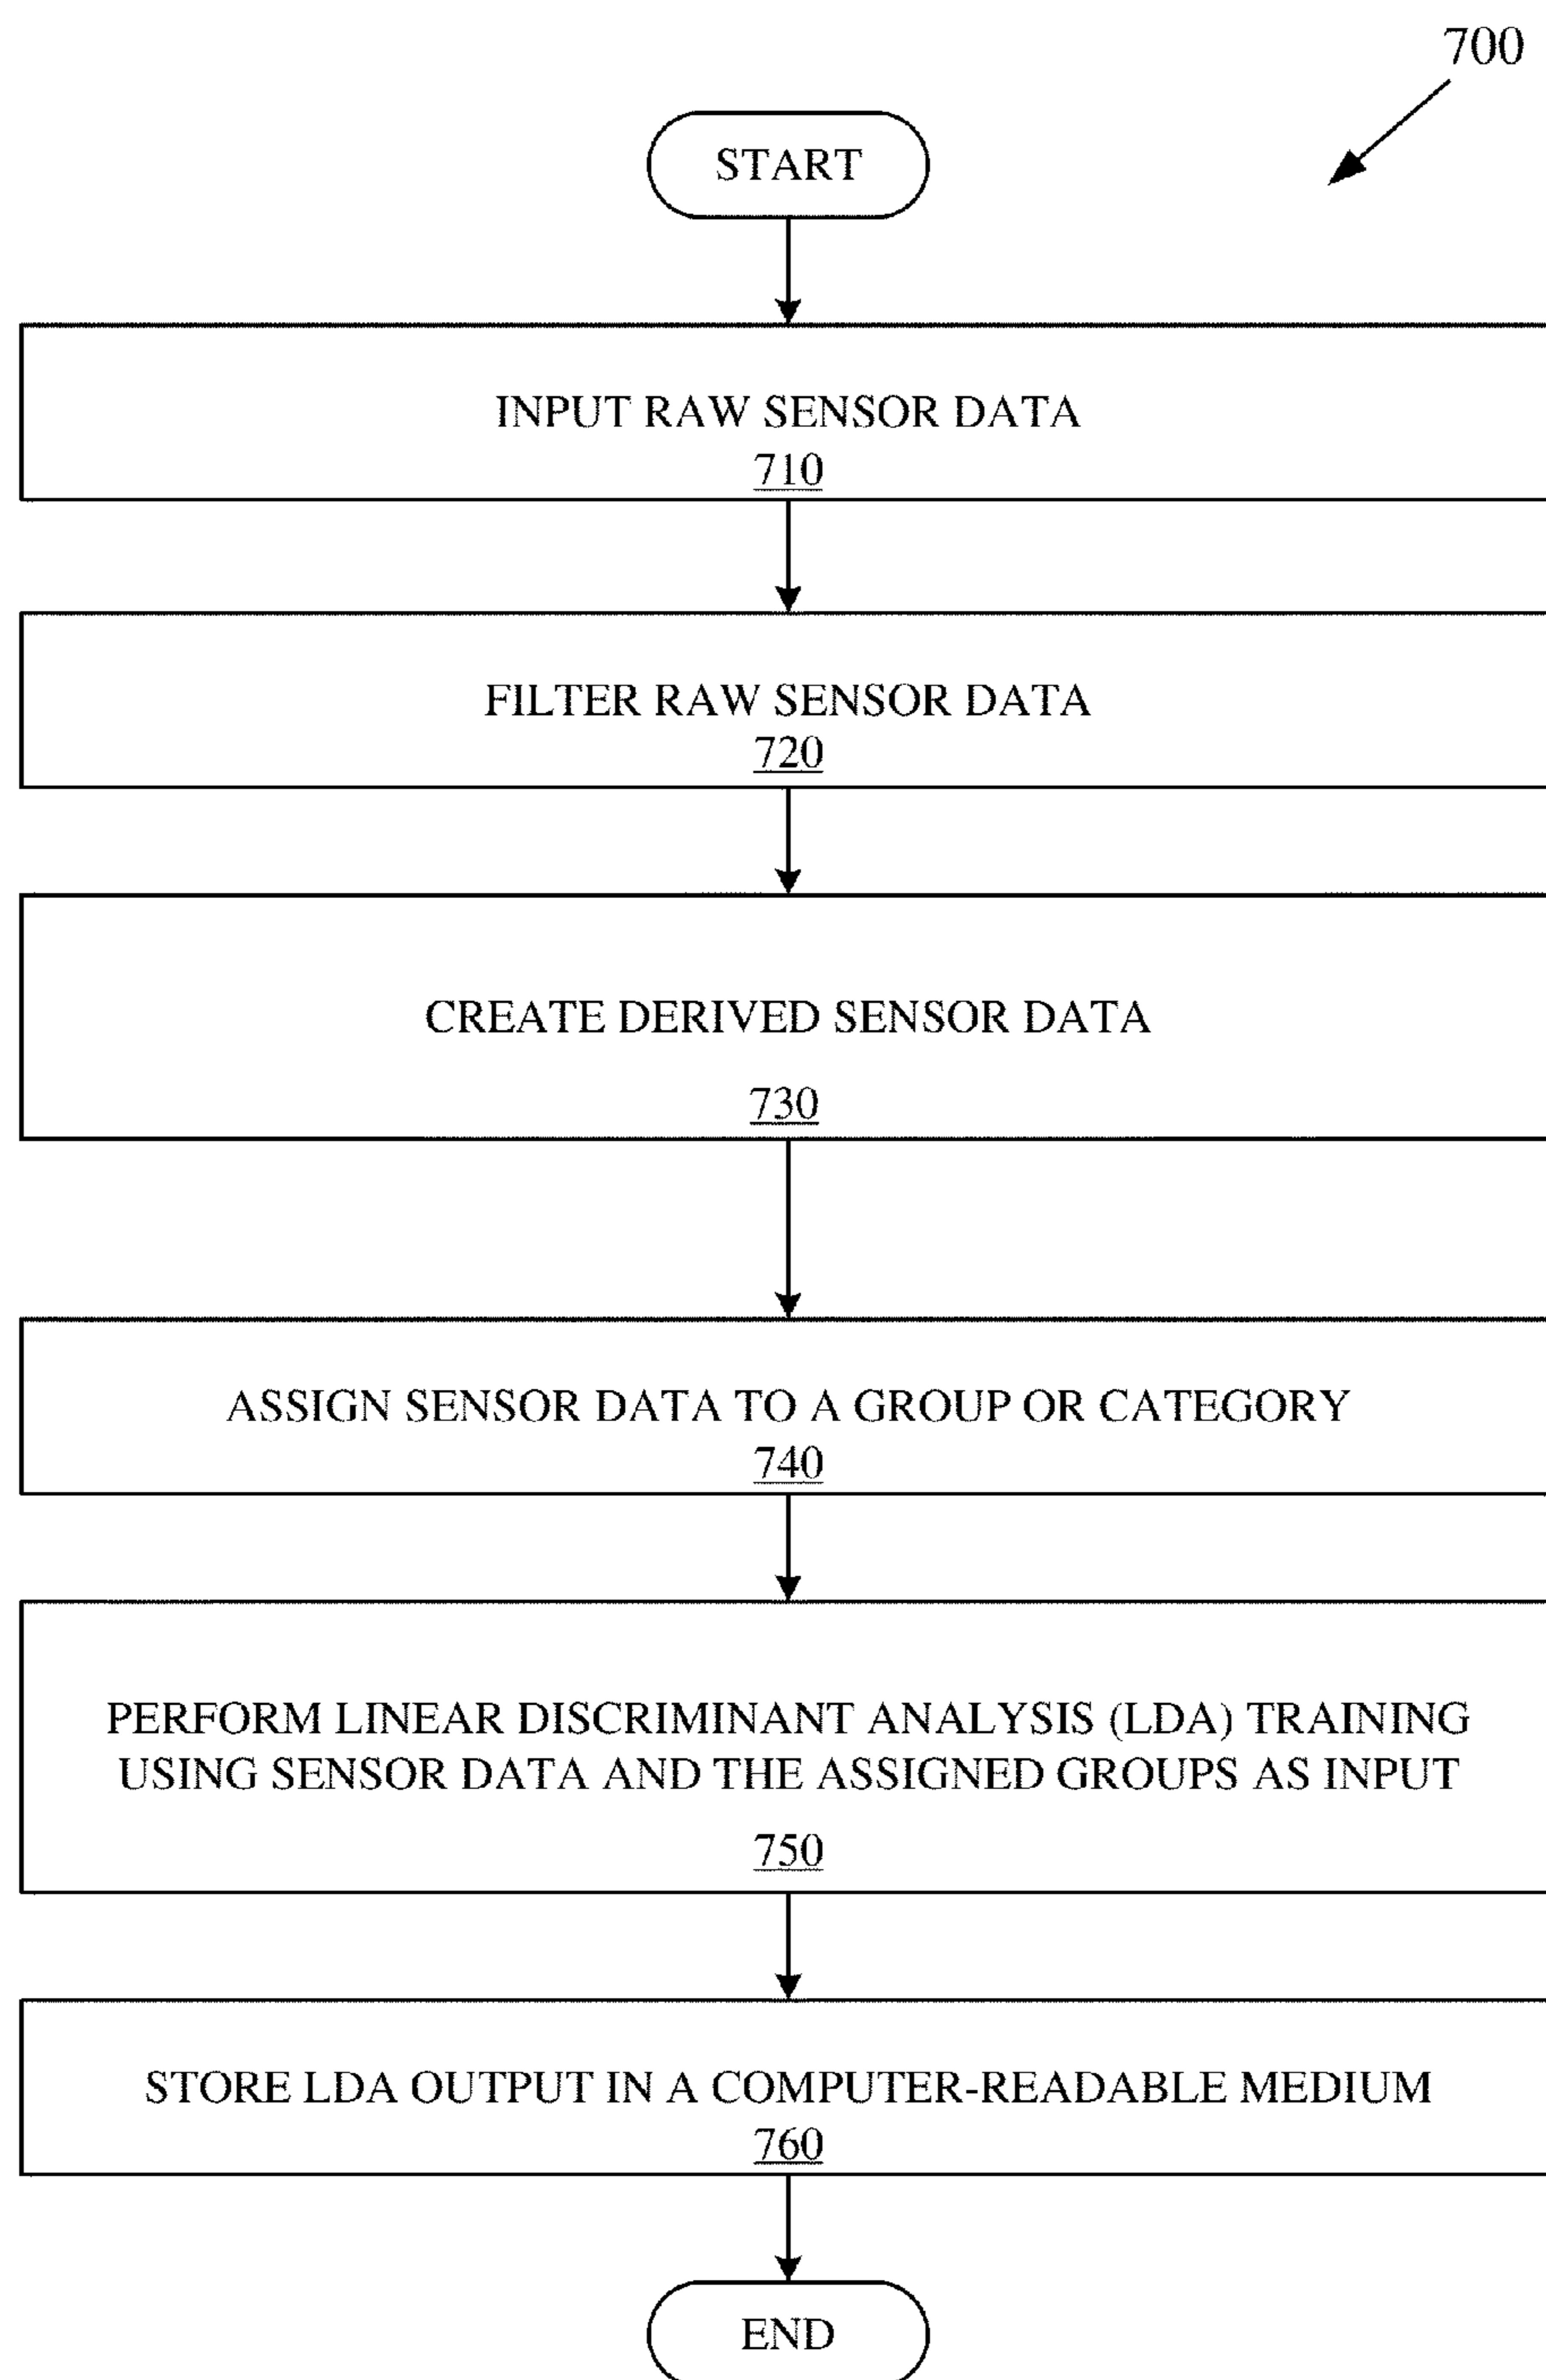 700
START
INPUT RAW SENSOR DATA
710
FILTER RAW SENSOR DATA
720
CREATE DERIVED SENSOR DATA
730
ASSIGN SENSOR DATA TO A GROUP OR CATEGORY
740
PERFORM LINEAR DISCRIMINANT ANALYSIS (LDA) TRAINING
USING SENSOR DATA AND THE ASSIGNED GROUPS AS INPUT
750
STORE LDA OUTPUT IN A COMPUTER-READABLE MEDIUM
760
END